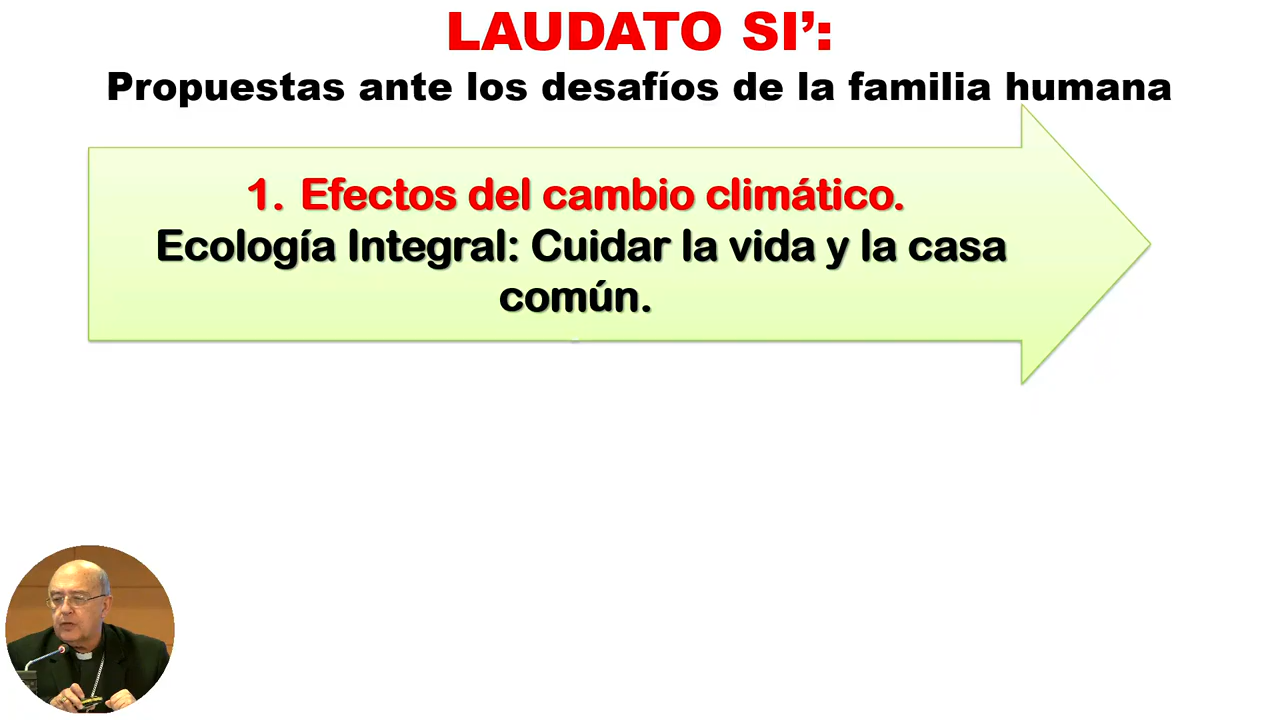 LAUDATO SI’:
Propuestas ante los desafíos de la familia humana
1. Efectos del cambio climático.
Ecología Integral: Cuidar la vida y la casa
común.